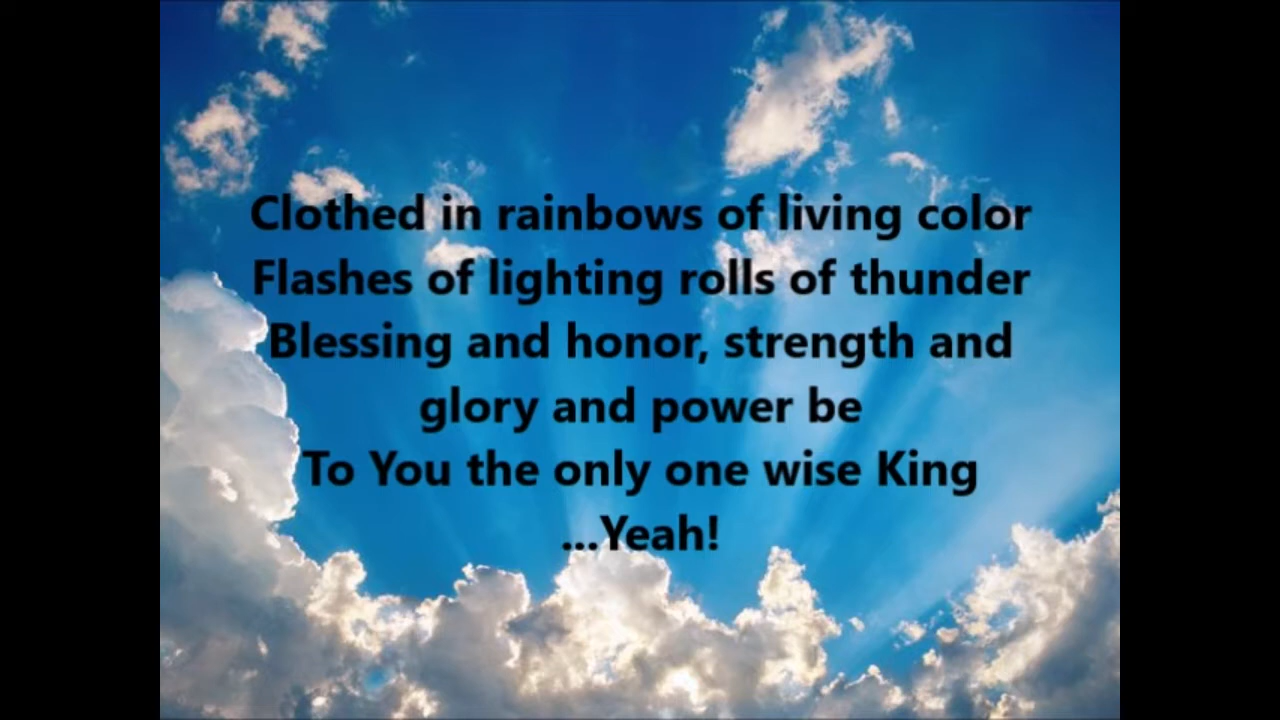 Clothed in rainbows of living color
Flashes of lighting rolls of thunder
Blessing and honor, strength and
glory and power be
To You the only one wise King
...Yeah!